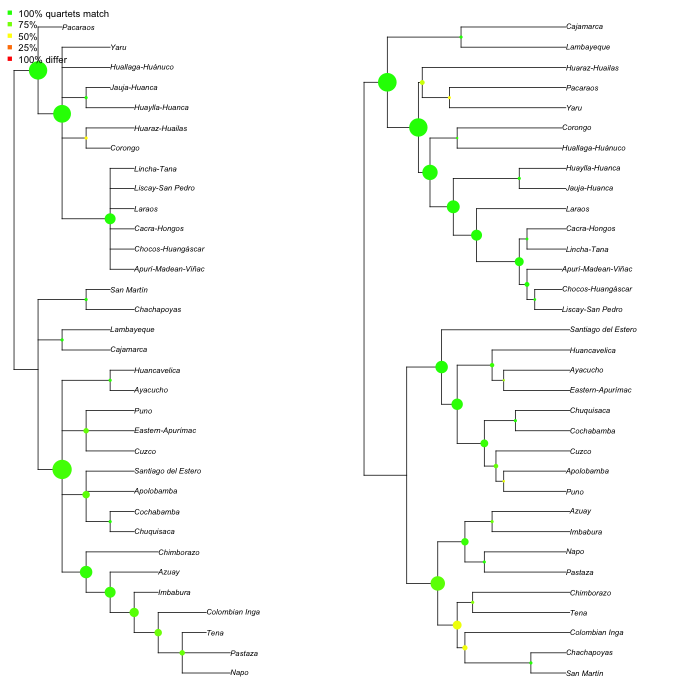 100% quartets match
75%
50%
25%
100% differ
Pacaraos
Yaru
Huallaga-Huánuco
Jauja-Huanca
Huaylla-Huanca
Huaraz-Huailas
Corongo
Lincha-Tana
Liscay-San Pedro
Laraos
Cacra-Hongos
Chocos-Huangáscar
Apurí-Madean-Viñac
San Martín
Chachapoyas
Lambayeque
Cajamarca
Huancavelica
Ayacucho
Puno
Eastern-Apurímac
Cuzco
Santiago del Estero
Apolobamba
Cochabamba
Chuquisaca
Chimborazo
Azuay
Imbabura
Colombian Inga
Tena
Pastaza
Napo
Cajamarca
Lambayeque
Huaraz-Huailas
Pacaraos
Yaru
Corongo
Huallaga-Huánuco
Huaylla-Huanca
Jauja-Huanca
Laraos
Cacra-Hongos
Lincha-Tana
Apurí-Madean-Viñac
Chocos-Huangáscar
Liscay-San Pedro
Santiago del Estero
Huancavelica
Ayacucho
Eastern-Apurímac
Chuquisaca
Cochabamba
Cuzco
Apolobamba
Puno
Azuay
Imbabura
Napo
Pastaza
Chimborazo
Tena
Colombian Inga
Chachapoyas
San Martín